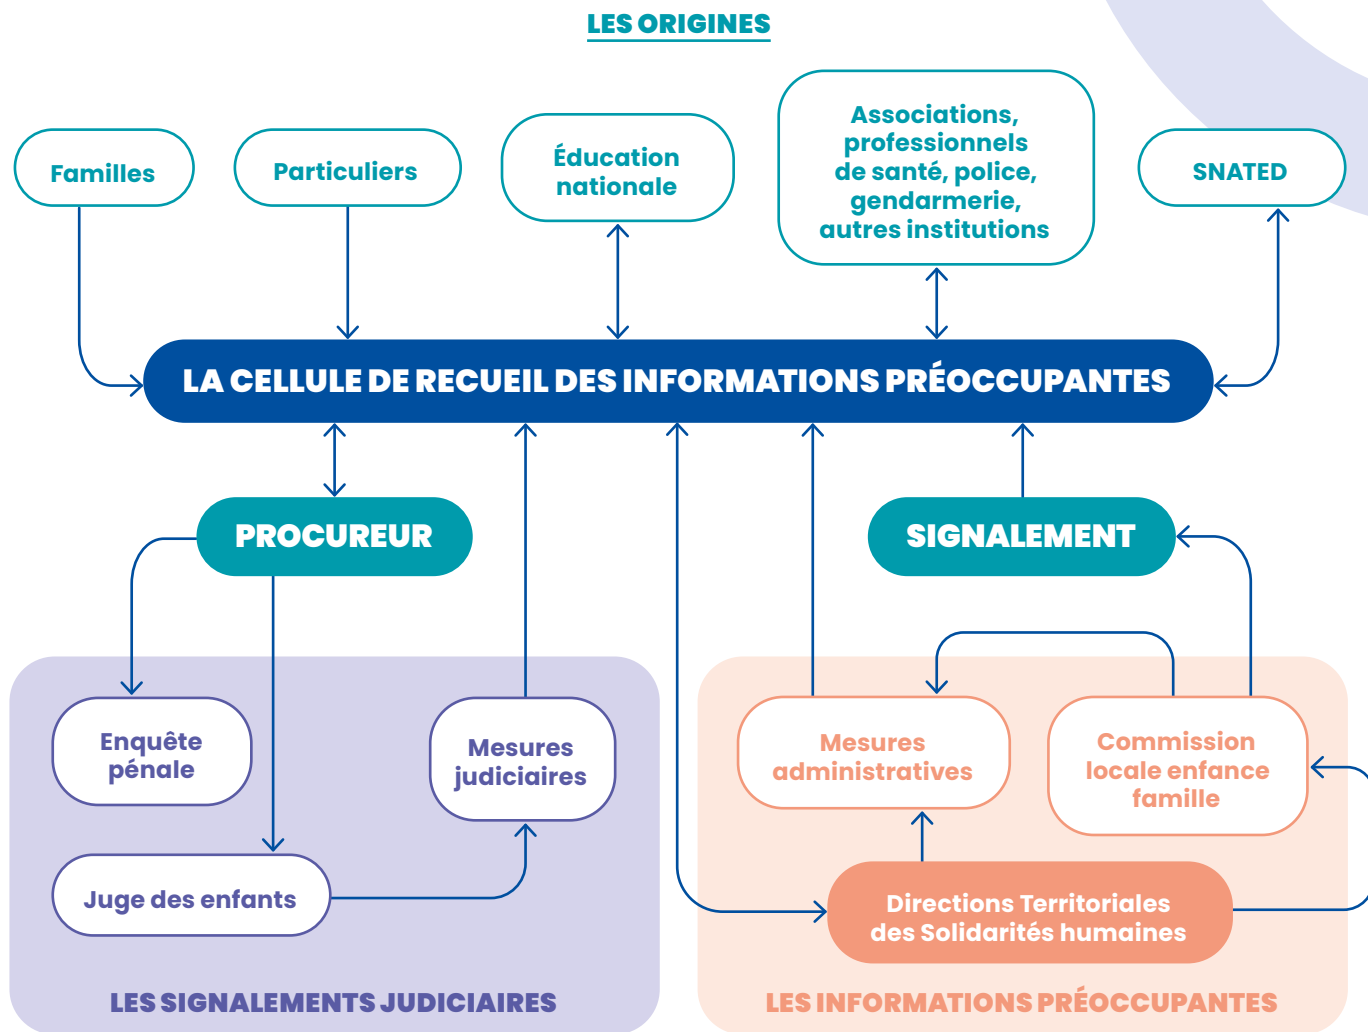 LES ORIGINES
Familles
Particuliers
Éducation
nationale
Associations,
professionnels
de santé, police,
gendarmerie,
autres institutions
SNATED
LA CELLULE DE RECUEIL DES INFORMATIONS PRÉOCCUPANTES
PROCUREUR
SIGNALEMENT
Enquête
pénale
Mesures
judiciaires
Juge des enfants
LES SIGNALEMENTS JUDICIAIRES
Mesures
administratives
Commission
locale enfance
famille
Directions Territoriales
des Solidarités humaines
LES INFORMATIONS PRÉOCCUPANTES